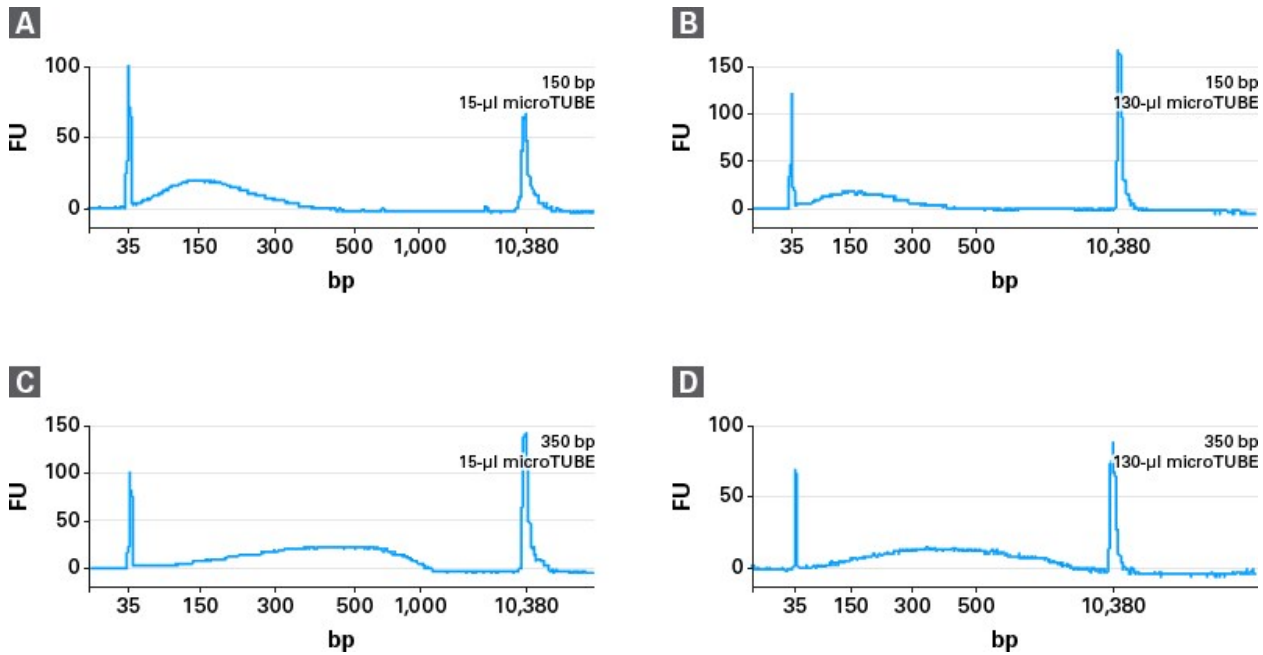 A
100
50
0
FU
150 bp
15-µl microTUBE
35 150 300 500 1,000 10,380
bp
B
150
100
50
0
FU
150 bp
130-µl microTUBE
35 150 300 500 10,380
bp
C
150
100
50
0
FU
350 bp
15-µl microTUBE
35 150 300 500 1,000 10,380
bp
D
100
50
0
FU
350 bp
130-µl microTUBE
35 150 300 500 10,380
bp